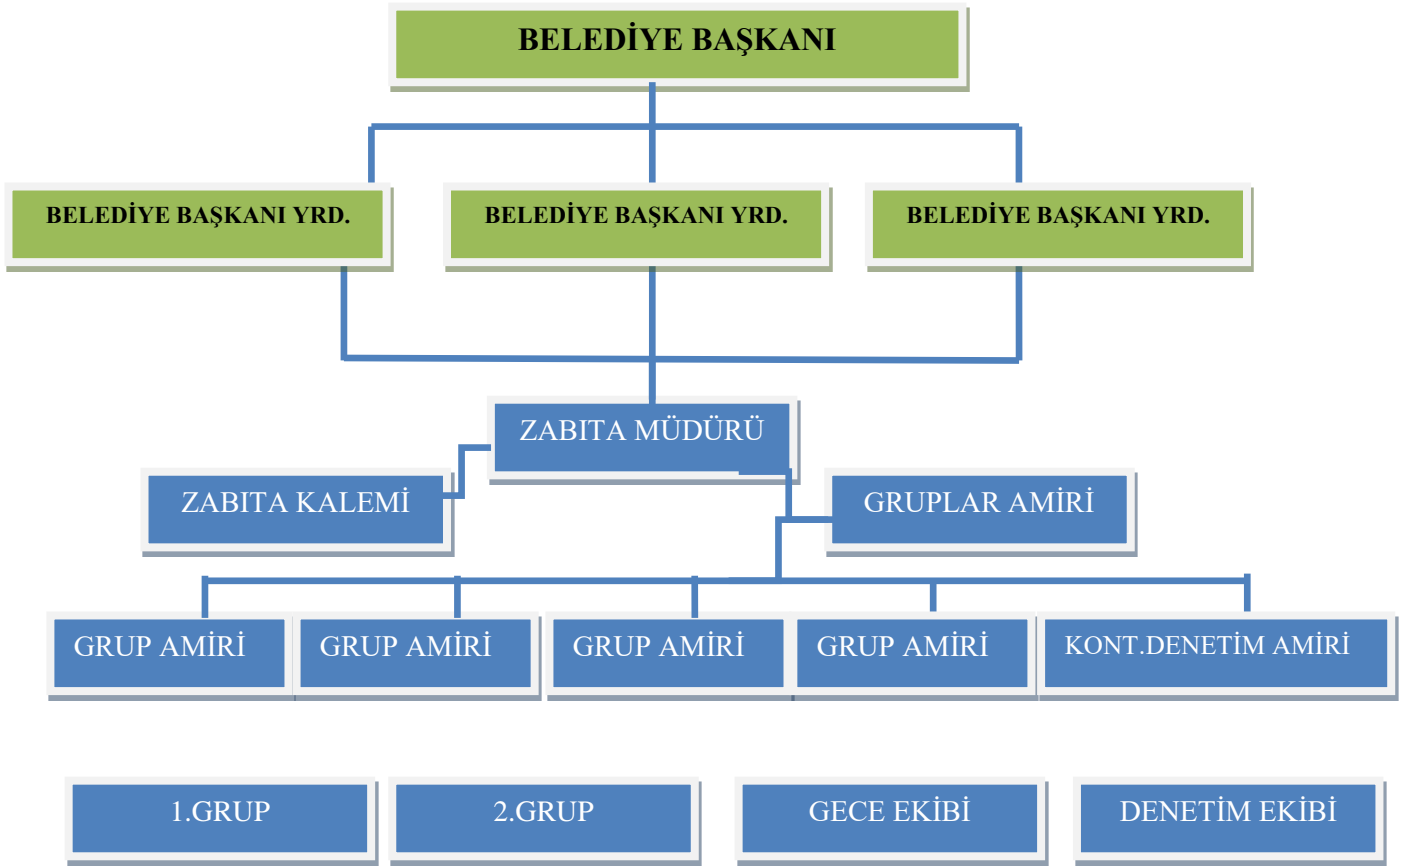 BELEDİYE BAŞKANI
BELEDİYE BAŞKANI YRD.
BELEDİYE BAŞKANI YRD.
BELEDİYE BAŞKANI YRD.
ZABITA MÜDÜRÜ
ZABITA KALEMİ
GRUPLAR AMİRİ
GRUP AMİRİ
GRUP AMİRİ
GRUP AMİRİ
GRUP AMİRİ
KONT.DENETİM AMİRİ
1.GRUP
2.GRUP
GECE EKİBİ
DENETİM EKİBİ